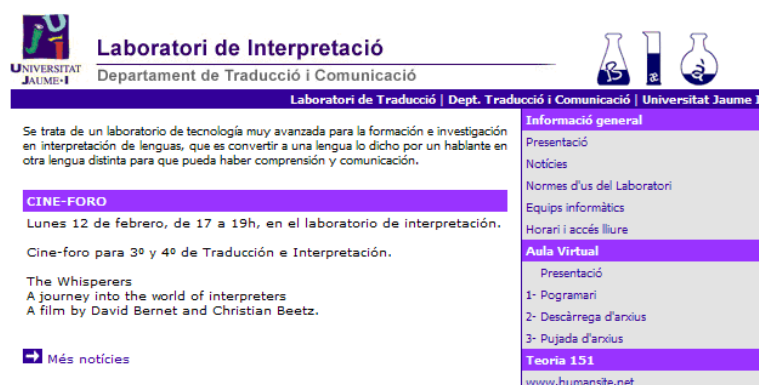 UNIVERSITAT
JAUME·I
Laboratori de Interpretació
Departament de Traducció i Comunicació
ß
æ
à
Laboratori de Traducció | Dept. Traducció i Comunicació | Universitat Jaume I
Se trata de un laboratorio de tecnología muy avanzada para la formación e investigación
en interpretación de lenguas, que es convertir a una lengua lo dicho por un hablante en
otra lengua distinta para que pueda haber comprensión y comunicación.
CINE-FORO
Lunes 12 de febrero, de 17 a 19h, en el laboratorio de interpretación.
Cine-foro para 3º y 4º de Traducción e Interpretación.
The Whisperers
A journey into the world of interpreters
A film by David Bernet and Christian Beetz.
Més notícies
Informació general
Presentació
Notícies
Normes d'us del Laboratori
Equips informàtics
Horari i accés lliure
Aula Virtual
Presentació
1- Pogramari
2- Descàrrega d'arxius
3- Pujada d'arxius
Teoria 151
www.humansite.net